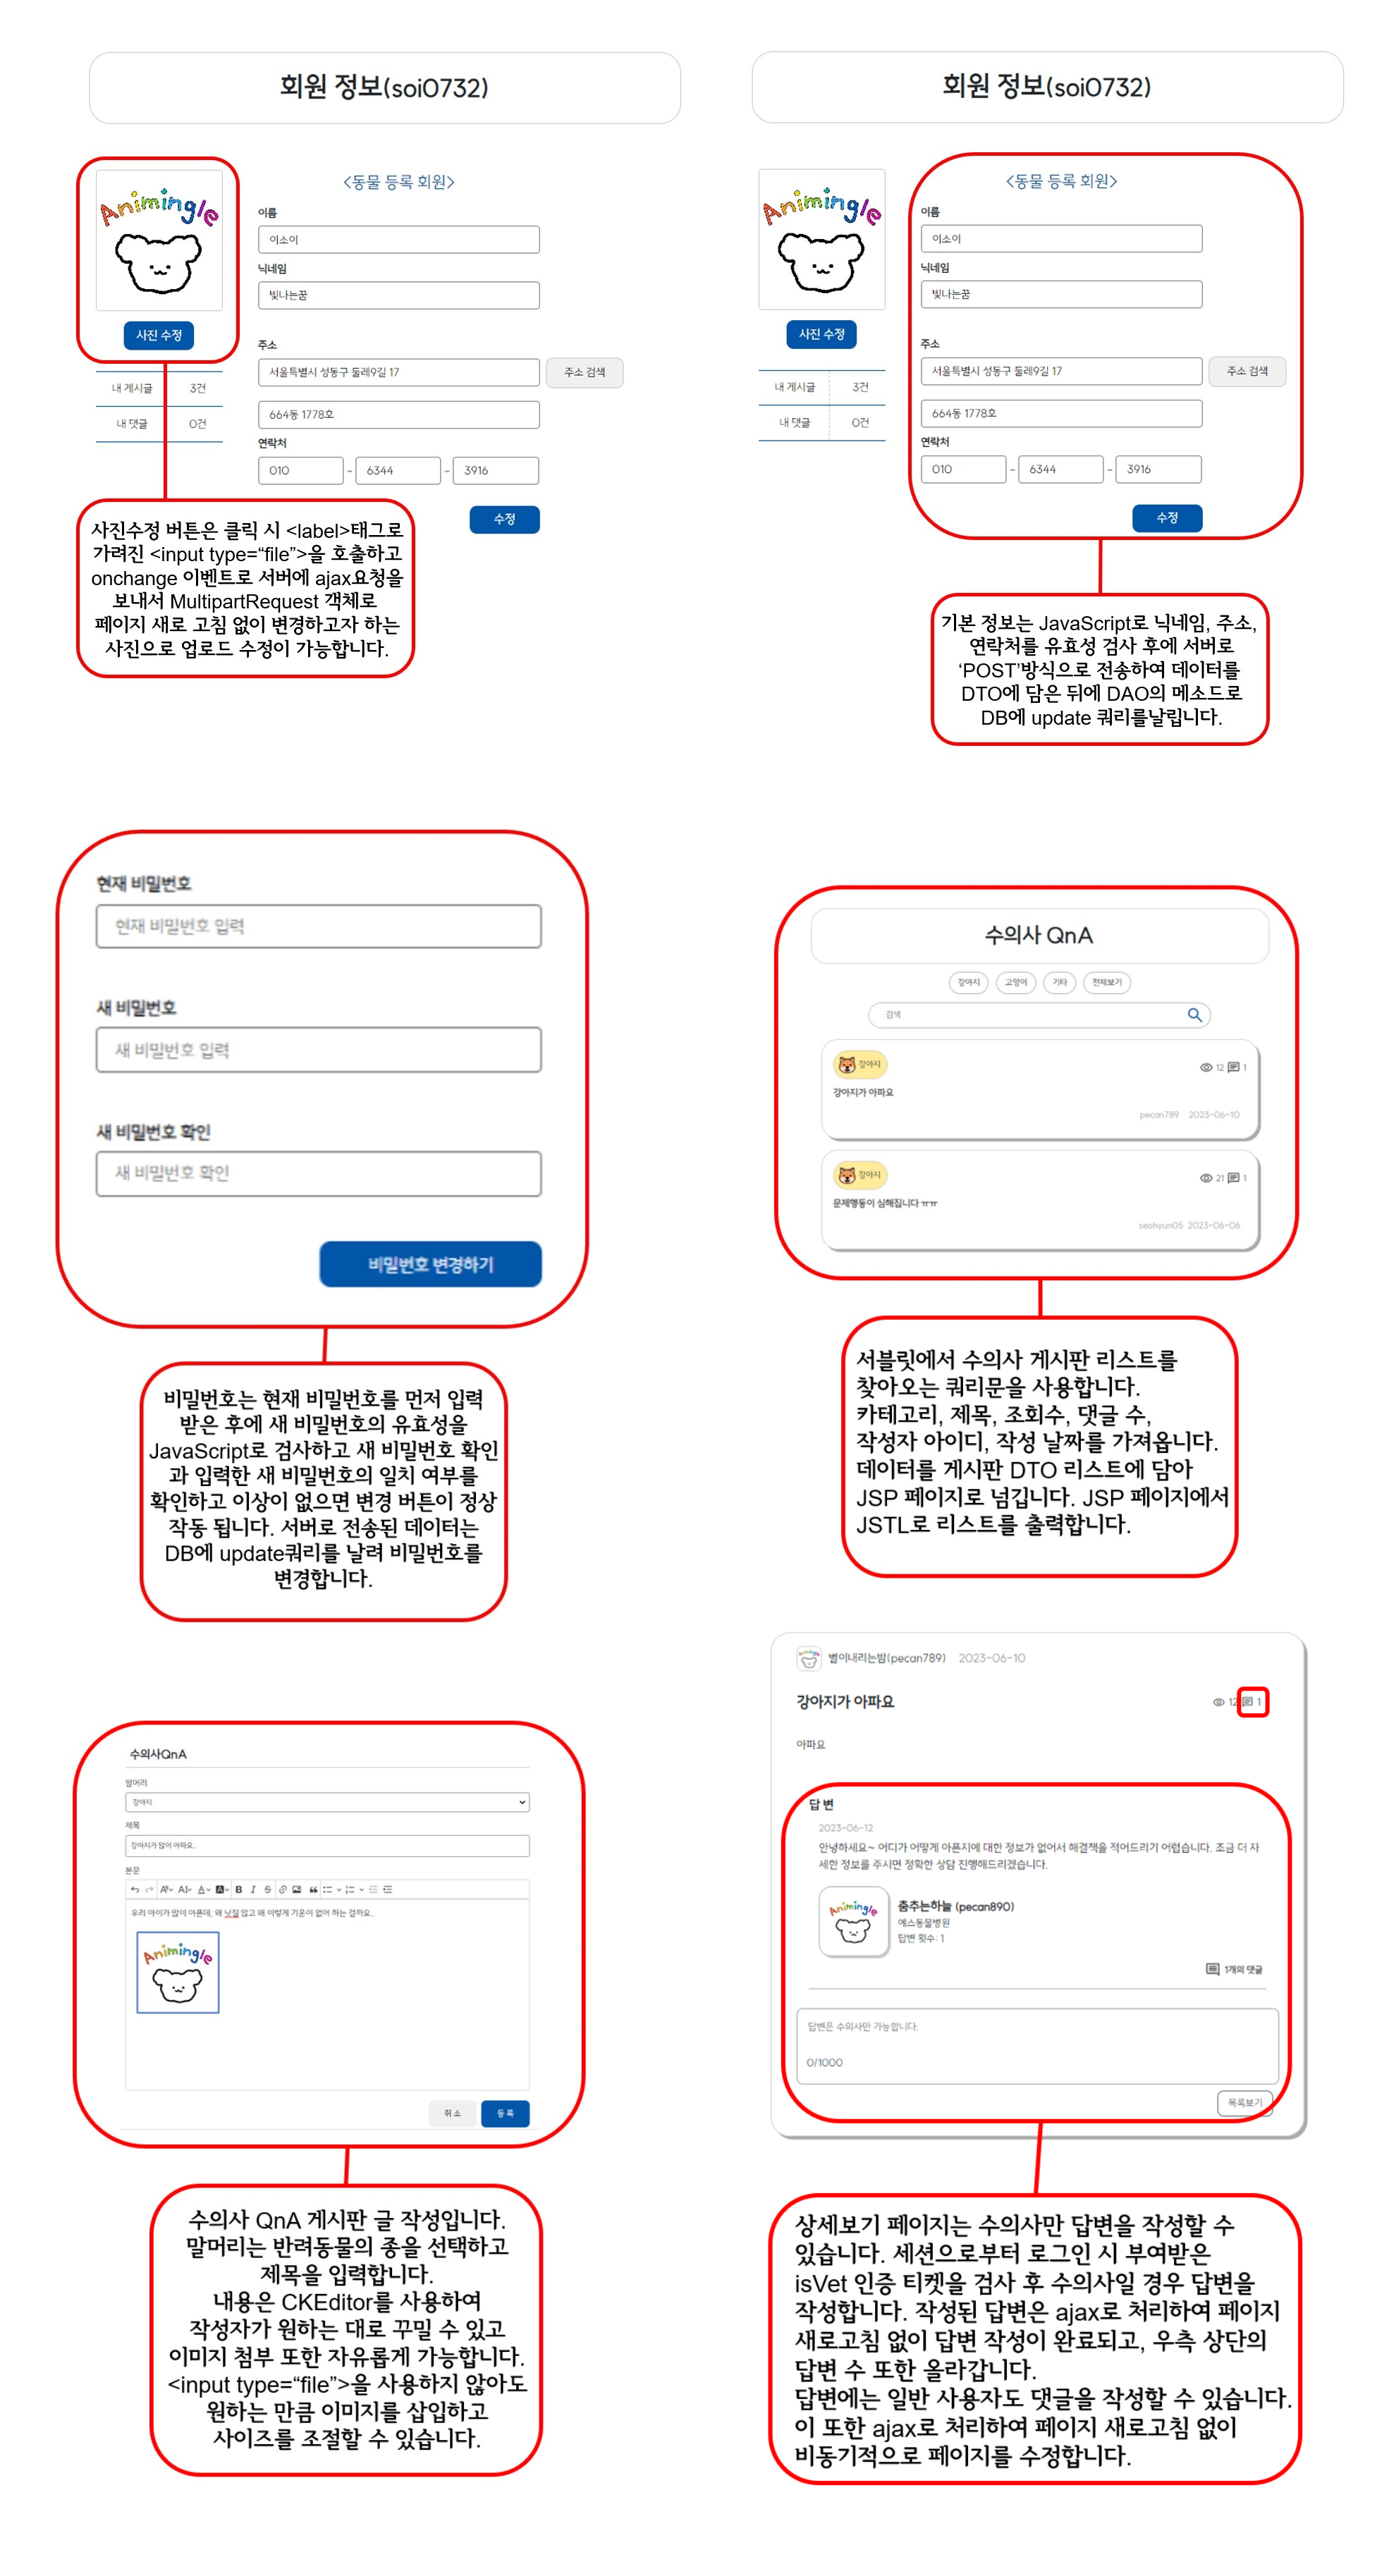 회원 정보(soi0732)
Animingle
사진 수정
내 게시글 3건
내 댓글 0건
<동물 등록 회원>
이름
이소이
닉네임
빛나는꿈
주소
서울특별시 성동구 둘레9길 17
주소 검색
664동 1778호
연락처
010 - 6344 - 3916
수정
사진수정 버튼은 클릭 시 <label>태그로
가려진 <input type=“file”>을 호출하고
onchange 이벤트로 서버에 ajax요청을
보내서 MultipartRequest 객체로
페이지 새로 고침 없이 변경하고자 하는
사진으로 업로드 수정이 가능합니다.
회원 정보(soi0732)
Animingle
사진 수정
내 게시글 3건
내 댓글 0건
<동물 등록 회원>
이름
이소이
닉네임
빛나는꿈
주소
서울특별시 성동구 둘레9길 17
주소 검색
664동 1778호
연락처
010 - 6344 - 3916
수정
기본 정보는 JavaScript로 닉네임, 주소,
연락처를 유효성 검사 후에 서버로
‘POST’방식으로 전송하여 데이터를
DTO에 담은 뒤에 DAO의 메소드로
DB에 update 쿼리를날립니다.
현재 비밀번호
현재 비밀번호 입력
새 비밀번호
새 비밀번호 입력
새 비밀번호 확인
새 비밀번호 확인
비밀번호 변경하기
비밀번호는 현재 비밀번호를 먼저 입력
받은 후에 새 비밀번호의 유효성을
JavaScript로 검사하고 새 비밀번호 확인
과 입력한 새 비밀번호의 일치 여부를
확인하고 이상이 없으면 변경 버튼이 정상
작동 됩니다. 서버로 전송된 데이터는
DB에 update쿼리를 날려 비밀번호를
변경합니다.
수의사 QnA
강아지 고양이 기타 전체보기
검색
강아지 12 1
강아지가 아파요
pecan789 2023-06-10
강아지 21 1
문제행동이 심해집니다 ㅠㅠ
seohyun05 2023-06-06
서블릿에서 수의사 게시판 리스트를
찾아오는 쿼리문을 사용합니다.
카테고리, 제목, 조회수, 댓글 수,
작성자 아이디, 작성 날짜를 가져옵니다.
데이터를 게시판 DTO 리스트에 담아
JSP 페이지로 넘깁니다. JSP 페이지에서
JSTL로 리스트를 출력합니다.
수의사QnA
말머리
강아지
제목
강아지가 많이 아파요..
본문
우리 아이가 많이 아픈데, 왜 낫질 않고 왜 이렇게 기운이 없어 하는 걸까요..
Animingle
취소 등록
수의사 QnA 게시판 글 작성입니다.
말머리는 반려동물의 종을 선택하고
제목을 입력합니다.
내용은 CKEditor를 사용하여
작성자가 원하는 대로 꾸밀 수 있고
이미지 첨부 또한 자유롭게 가능합니다.
<input type=“file”>을 사용하지 않아도
원하는 만큼 이미지를 삽입하고
사이즈를 조절할 수 있습니다.
별이내리는밤(pecan789) 2023-06-10
강아지가 아파요 12 1
아파요
답변
2023-06-12
안녕하세요~ 어디가 어떻게 아픈지에 대한 정보가 없어서 해결책을 적어드리기 어렵습니다. 조금 더 자
세한 정보를 주시면 정확한 상담 진행해드리겠습니다.
Animingle
춤추는하늘 (pecan890)
에스동물병원
답변 횟수: 1
1개의 댓글
답변은 수의사만 가능합니다.
0/1000
목록보기
상세보기 페이지는 수의사만 답변을 작성할 수
있습니다. 세션으로부터 로그인 시 부여받은
isVet 인증 티켓을 검사 후 수의사일 경우 답변을
작성합니다. 작성된 답변은 ajax로 처리하여 페이지
새로고침 없이 답변 작성이 완료되고, 우측 상단의
답변 수 또한 올라갑니다.
답변에는 일반 사용자도 댓글을 작성할 수 있습니다.
이 또한 ajax로 처리하여 페이지 새로고침 없이
비동기적으로 페이지를 수정합니다.